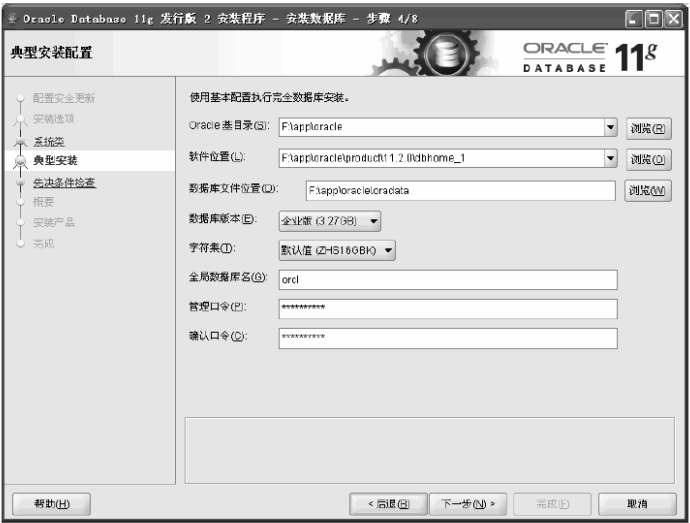 Oracle Database 11g 发行版 2 安装程序 - 安装数据库 - 步骤 4/8
典型安装配置
ORACLE
DATABASE 11g
配置安全更新
安装选项
系统类
典型安装
先决条件检查
概要
安装产品
完成
使用基本配置执行完全数据库安装。
Oracle 基目录(S): F:\app\oracle 浏览(R)
软件位置(L): F:\app\oracle\product\11.2.0\dbhome_1 浏览(O)
数据库文件位置(D): F:\app\oracle\oradata 浏览(W)
数据库版本(E): 企业版 (3.27GB)
字符集(T): 默认值 (ZHS16GBK)
全局数据库名(G): orcl
管理口令(P): **********
确认口令(C): **********
帮助(H) < 后退(B) 下一步(N) > 完成(F) 取消